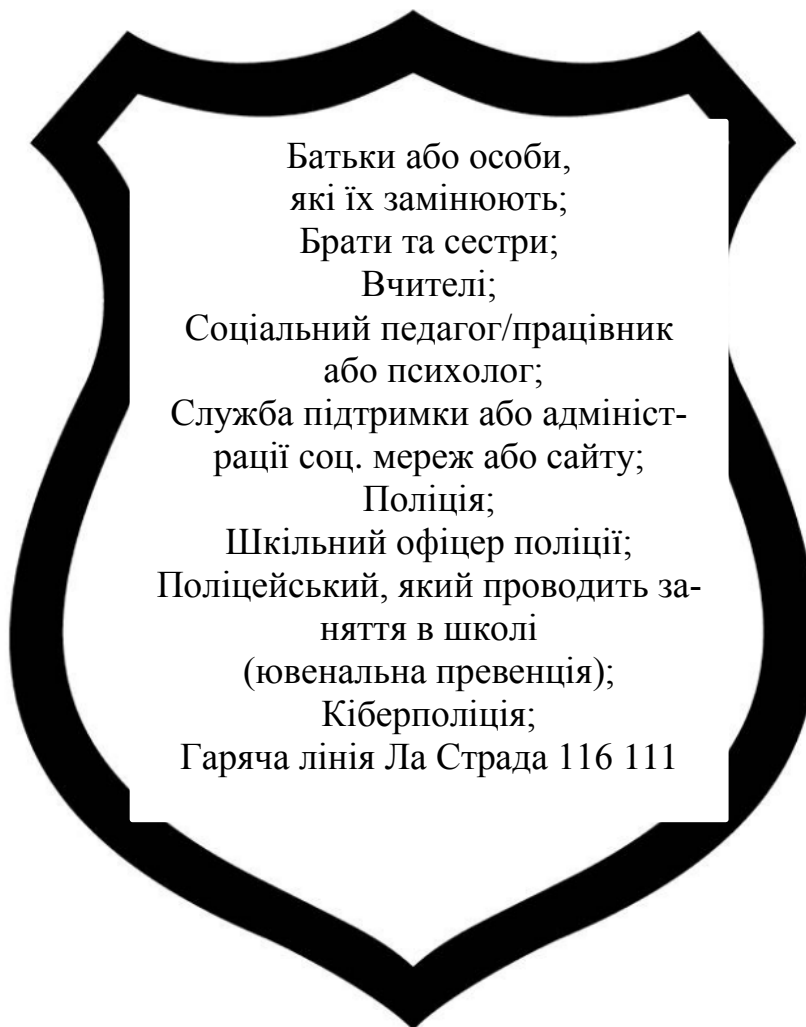 Батьки або особи,
які їх замінюють;
Брати та сестри;
Вчителі;
Соціальний педагог/працівник
або психолог;
Служба підтримки або адмініст-
рації соц. мереж або сайту;
Поліція;
Шкільний офіцер поліції;
Поліцейський, який проводить за-
няття в школі
(ювенальна превенція);
Кіберполіція;
Гаряча лінія Ла Страда 116 111